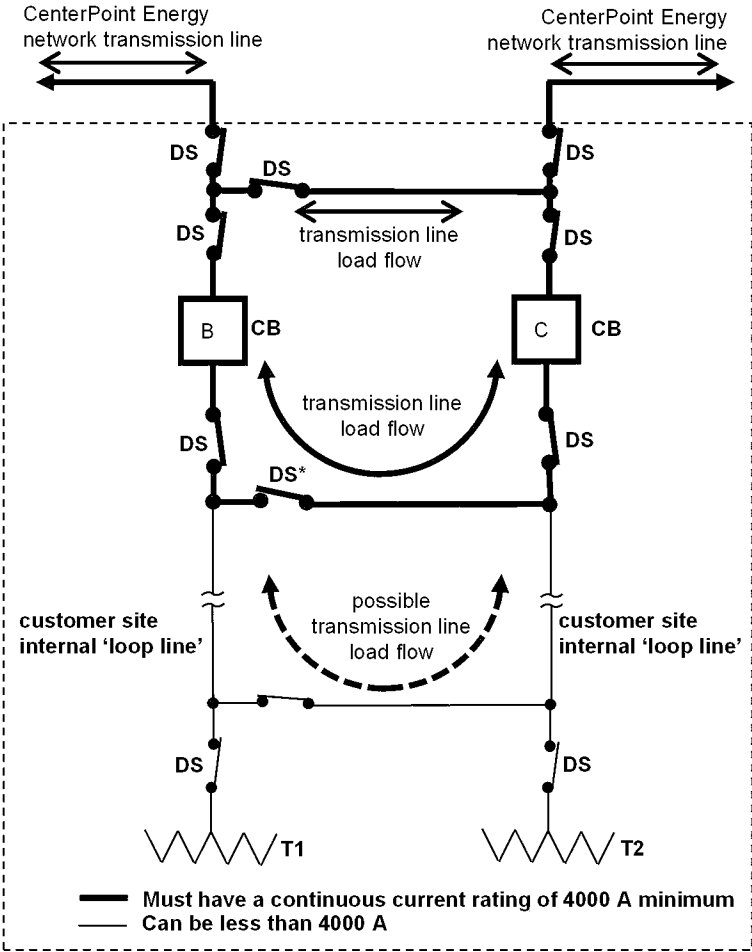 CenterPoint Energy
network transmission line
CenterPoint Energy
network transmission line
DS
DS
DS
DS
DS
transmission line
load flow
B
CB
C
CB
transmission line
load flow
DS
DS
DS*
possible
transmission line
load flow
customer site
internal ‘loop line’
customer site
internal ‘loop line’
DS
DS
T1
T2
Must have a continuous current rating of 4000 A minimum
Can be less than 4000 A